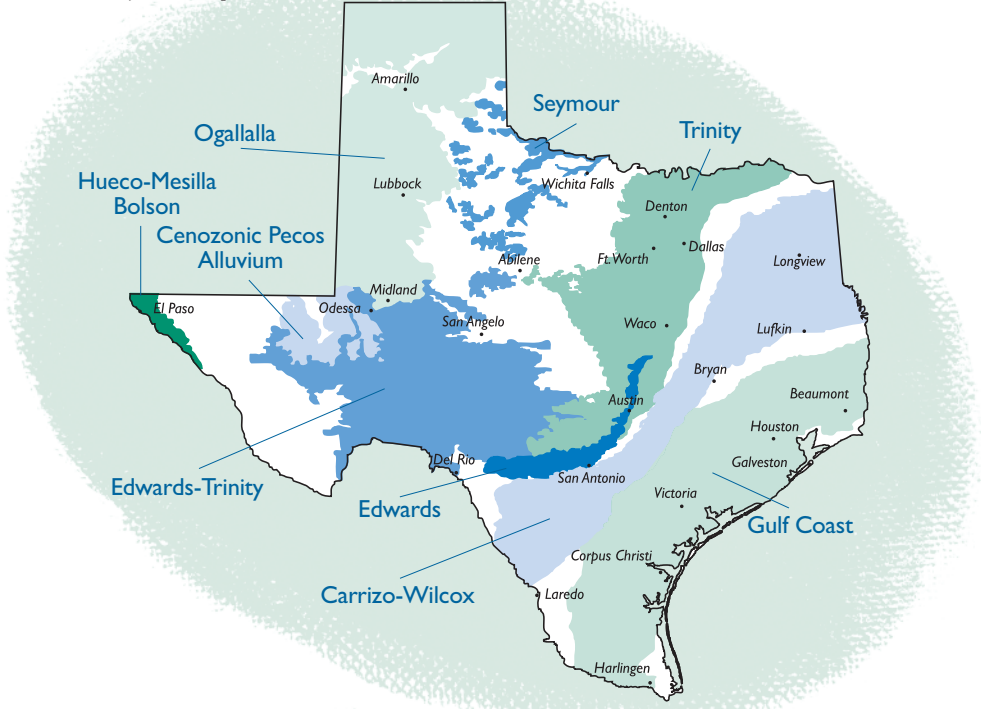 Amarillo
Seymour
Ogallalla
Trinity
Hueco-Mesilla
Bolson
Lubbock
Wichita Falls
Denton
Cenozonic Pecos
Alluvium
Dallas
Ft. Worth
Abilene
Longview
Midland
El Paso
Odessa
San Angelo
Waco
Lufkin
Bryan
Beaumont
Austin
Houston
Del Rio
Galveston
San Antonio
Edwards-Trinity
Edwards
Victoria
Gulf Coast
Corpus Christi
Carrizo-Wilcox
Laredo
Harlingen